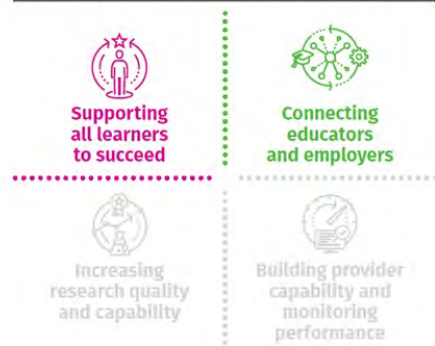 Supporting
all learners
to succeed
Connecting
educators
and employers
Increasing
research quality
and capability
Building provider
capability and
monitoring
performance